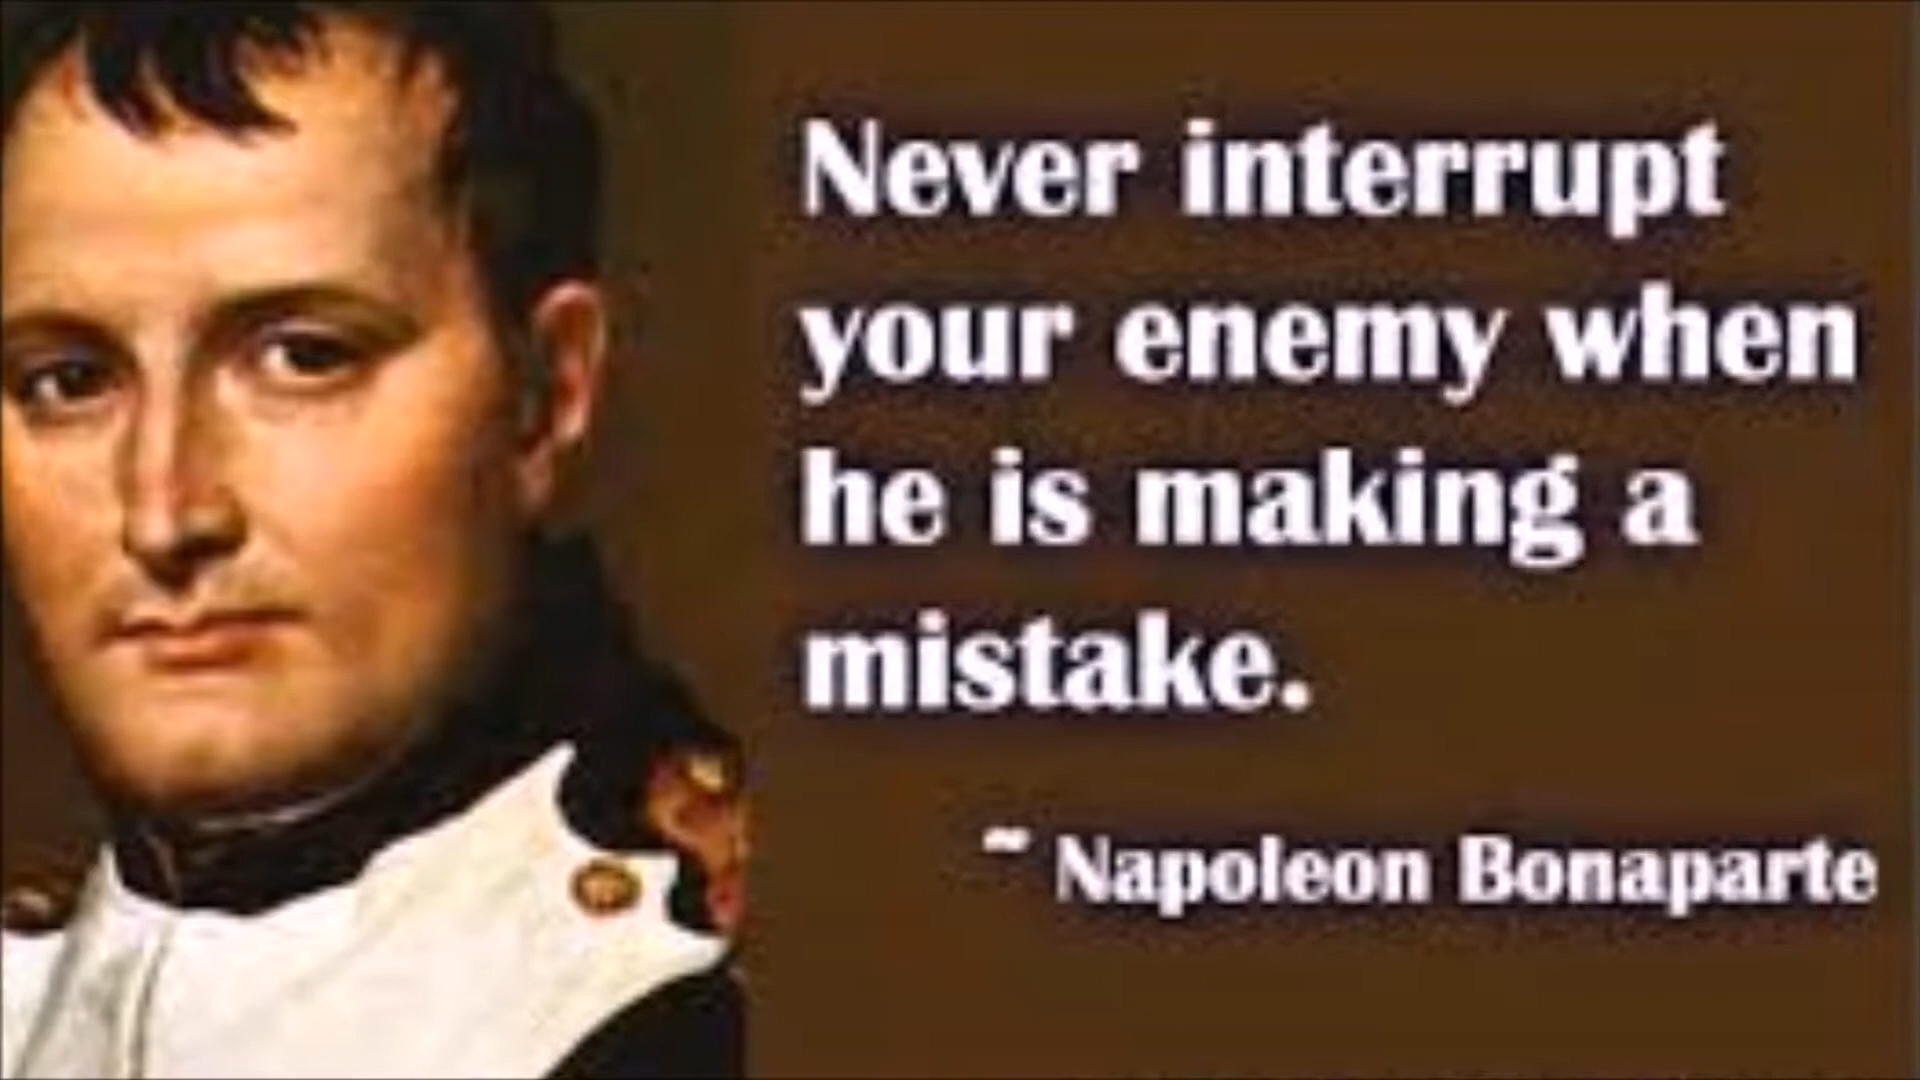 Never interrupt
your enemy when
he is making a
mistake.
~ Napoleon Bonaparte